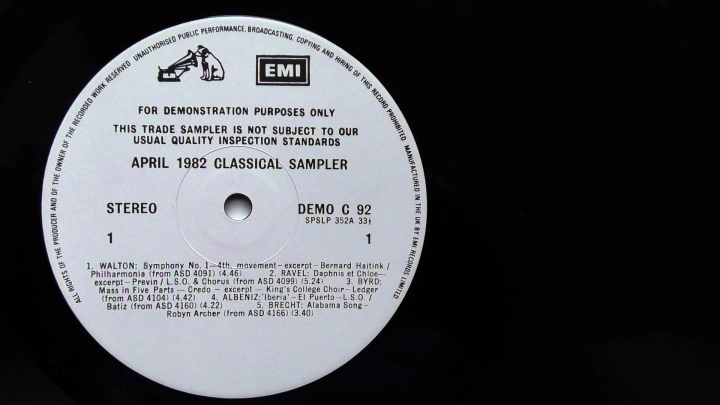 ALL RIGHTS OF THE PRODUCER AND OF THE OWNER OF THE RECORDED WORK RESERVED UNAUTHORISED PUBLIC PERFORMANCE, BROADCASTING, COPYING AND HIRING OF THIS RECORD PROHIBITED MANUFACTURED IN THE UK BY EMI RECORDS LIMITED
EMI
FOR DEMONSTRATION PURPOSES ONLY
THIS TRADE SAMPLER IS NOT SUBJECT TO OUR
USUAL QUALITY INSPECTION STANDARDS
APRIL 1982 CLASSICAL SAMPLER
STEREO DEMO C 92
SPSLP 352A 33⅓
1 1
1. WALTON: Symphony No. 1—4th. movement—excerpt—Bernard Haitink /
Philharmonia (from ASD 4091) (4.46) 2. RAVEL: Daphnis et Chloe—
excerpt—Previn / L.S.O. & Chorus (from ASD 4099) (5.24) 3. BYRD:
Mass in Five Parts — Credo — excerpt — King's College Choir—Ledger
(from ASD 4104) (4.42) 4. ALBENIZ: 'Iberia'—El Puerto—L.S.O. /
Batiz (from ASD 4160) (4.22) 5. BRECHT: Alabama Song—
Robyn Archer (from ASD 4166) (3.40)